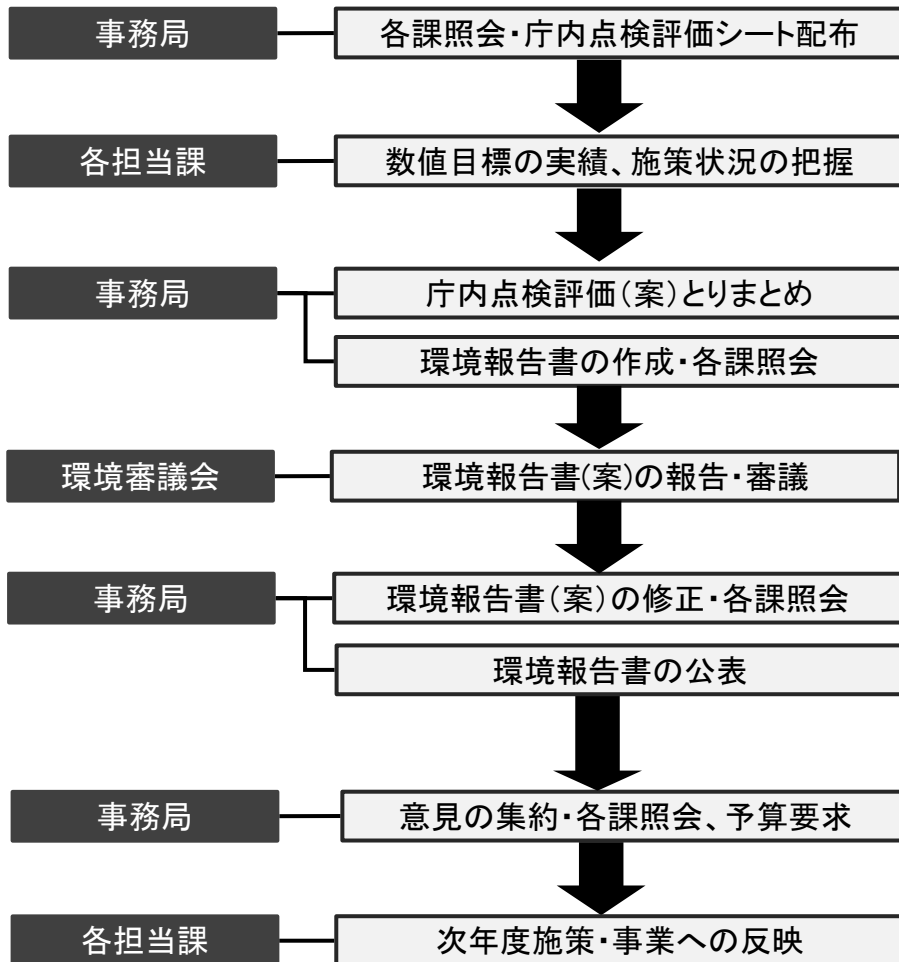 事務局
各課照会・庁内点検評価シート配布
各担当課
数値目標の実績、施策状況の把握
事務局
庁内点検評価(案)とりまとめ
環境報告書の作成・各課照会
環境審議会
環境報告書(案)の報告・審議
事務局
環境報告書(案)の修正・各課照会
環境報告書の公表
事務局
意見の集約・各課照会、予算要求
各担当課
次年度施策・事業への反映